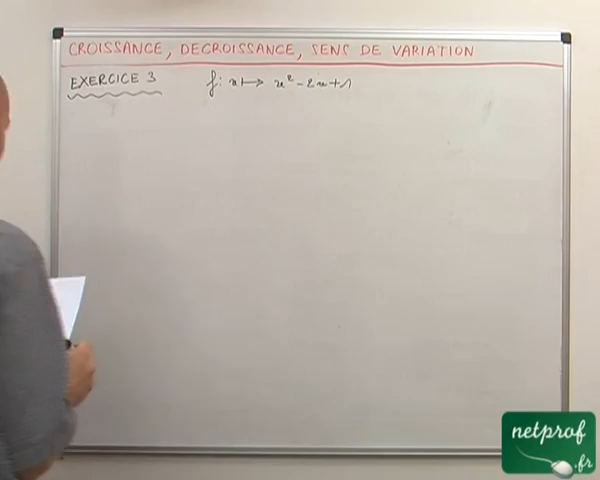 CROISSANCE, DECROISSANCE, SENS DE VARIATION
EXERCICE 3 f: x ↦ x² - 2x + 1
netprof
.fr